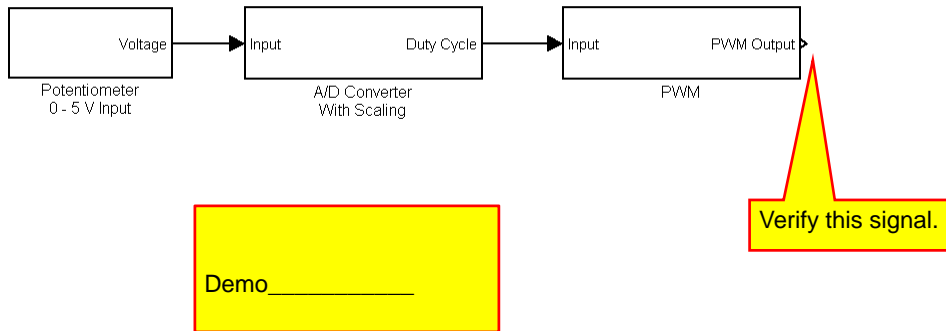 Voltage
Input
Duty Cycle
Input
PWM Output
Potentiometer
0 - 5 V Input
A/D Converter
With Scaling
PWM
Verify this signal.
Demo___________